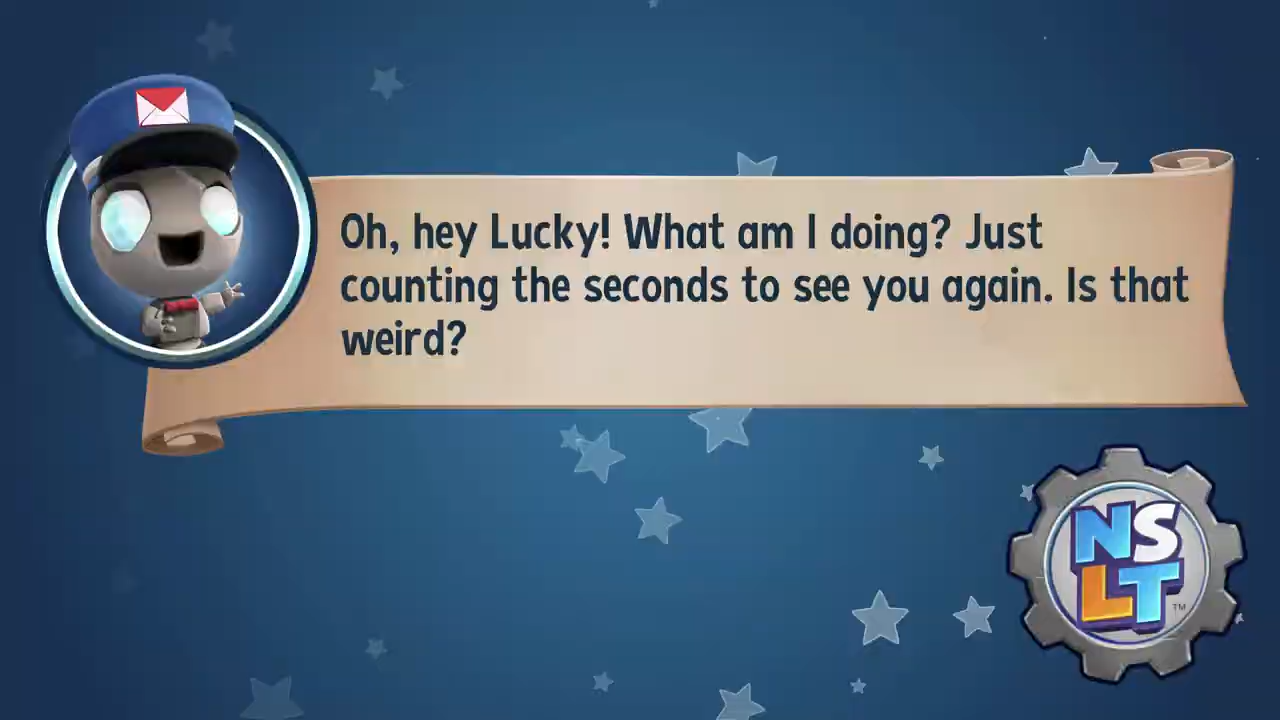 Oh, hey Lucky! What am I doing? Just
counting the seconds to see you again. Is that
weird?
NS
LT
TM